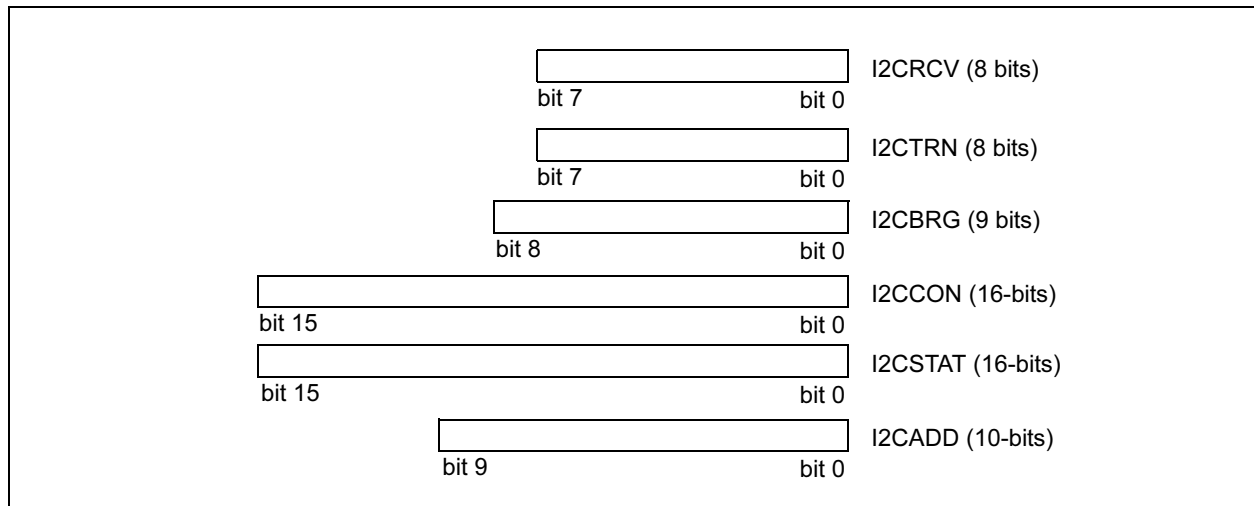 I2CRCV (8 bits)
bit 7 bit 0
I2CTRN (8 bits)
bit 7 bit 0
I2CBRG (9 bits)
bit 8 bit 0
I2CCON (16-bits)
bit 15 bit 0
I2CSTAT (16-bits)
bit 15 bit 0
I2CADD (10-bits)
bit 9 bit 0